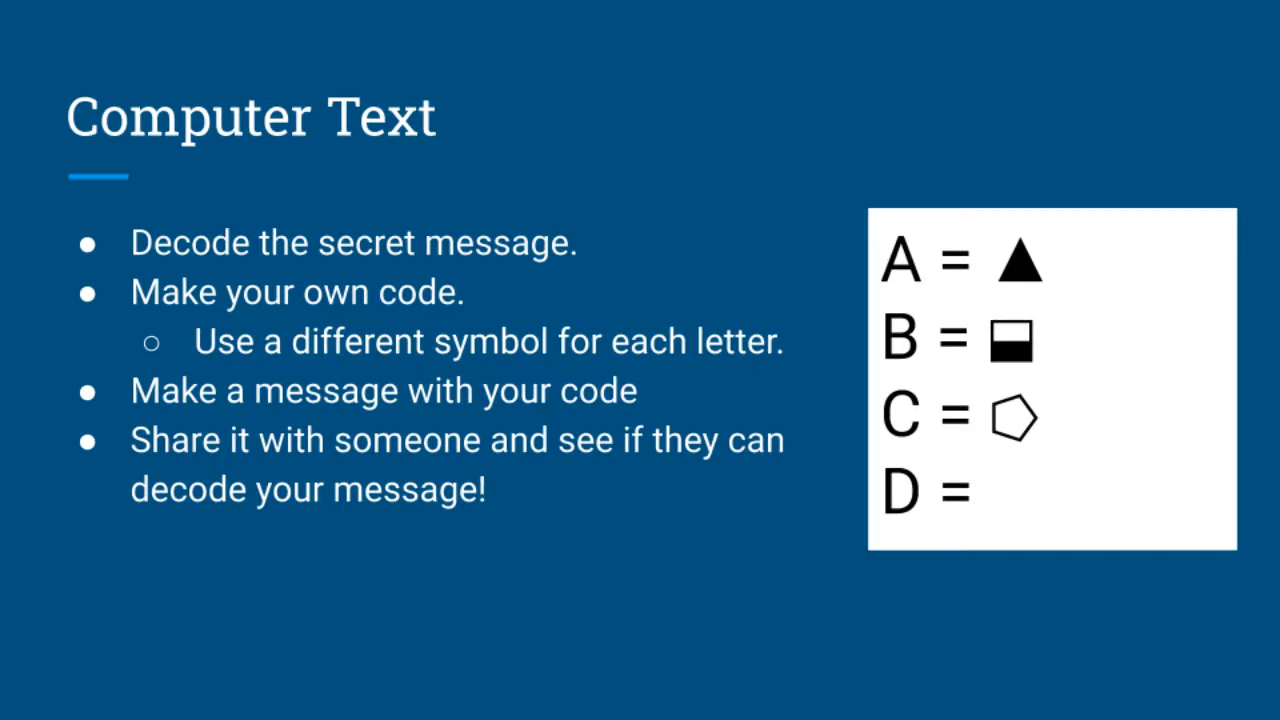 Computer Text
● Decode the secret message.
● Make your own code.
○ Use a different symbol for each letter.
● Make a message with your code
● Share it with someone and see if they can
decode your message!
A = ▲
B = ⬓
C = ⭔
D =